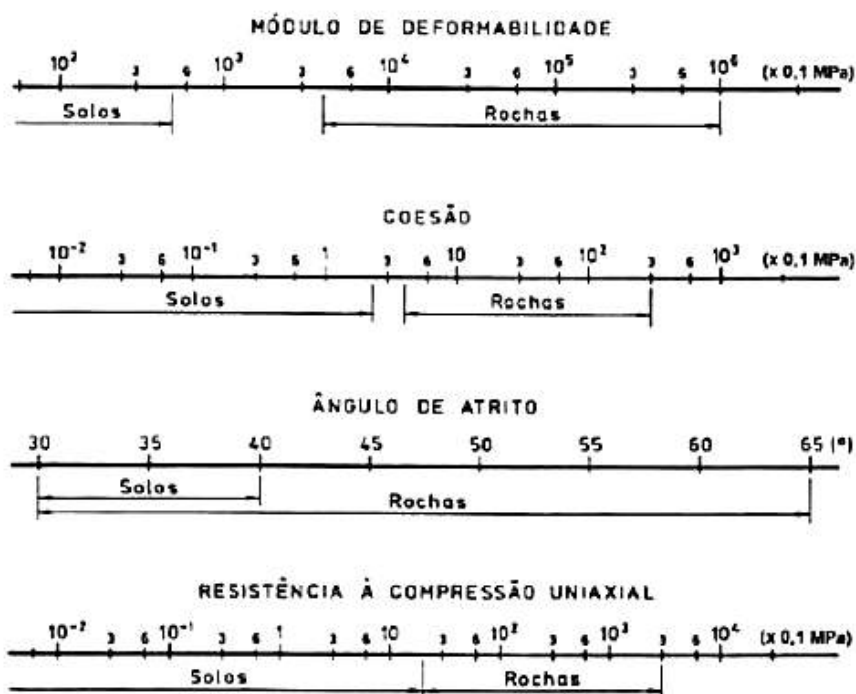 MÓDULO DE DEFORMABILIDADE
10² 3 6 10³ 3 6 10⁴ 3 6 10⁵ 3 6 10⁶ (x 0,1 MPa)
Solos Rochas
COESÃO
10⁻² 3 6 10⁻¹ 3 6 1 3 6 10 3 6 10² 3 6 10³ (x 0,1 MPa)
Solos Rochas
ÂNGULO DE ATRITO
30 35 40 45 50 55 60 65 (°)
Solos
Rochas
RESISTÊNCIA À COMPRESSÃO UNIAXIAL
10⁻² 3 6 10⁻¹ 3 6 1 3 6 10 3 6 10² 3 6 10³ 3 6 10⁴ (x 0,1 MPa)
Solos Rochas